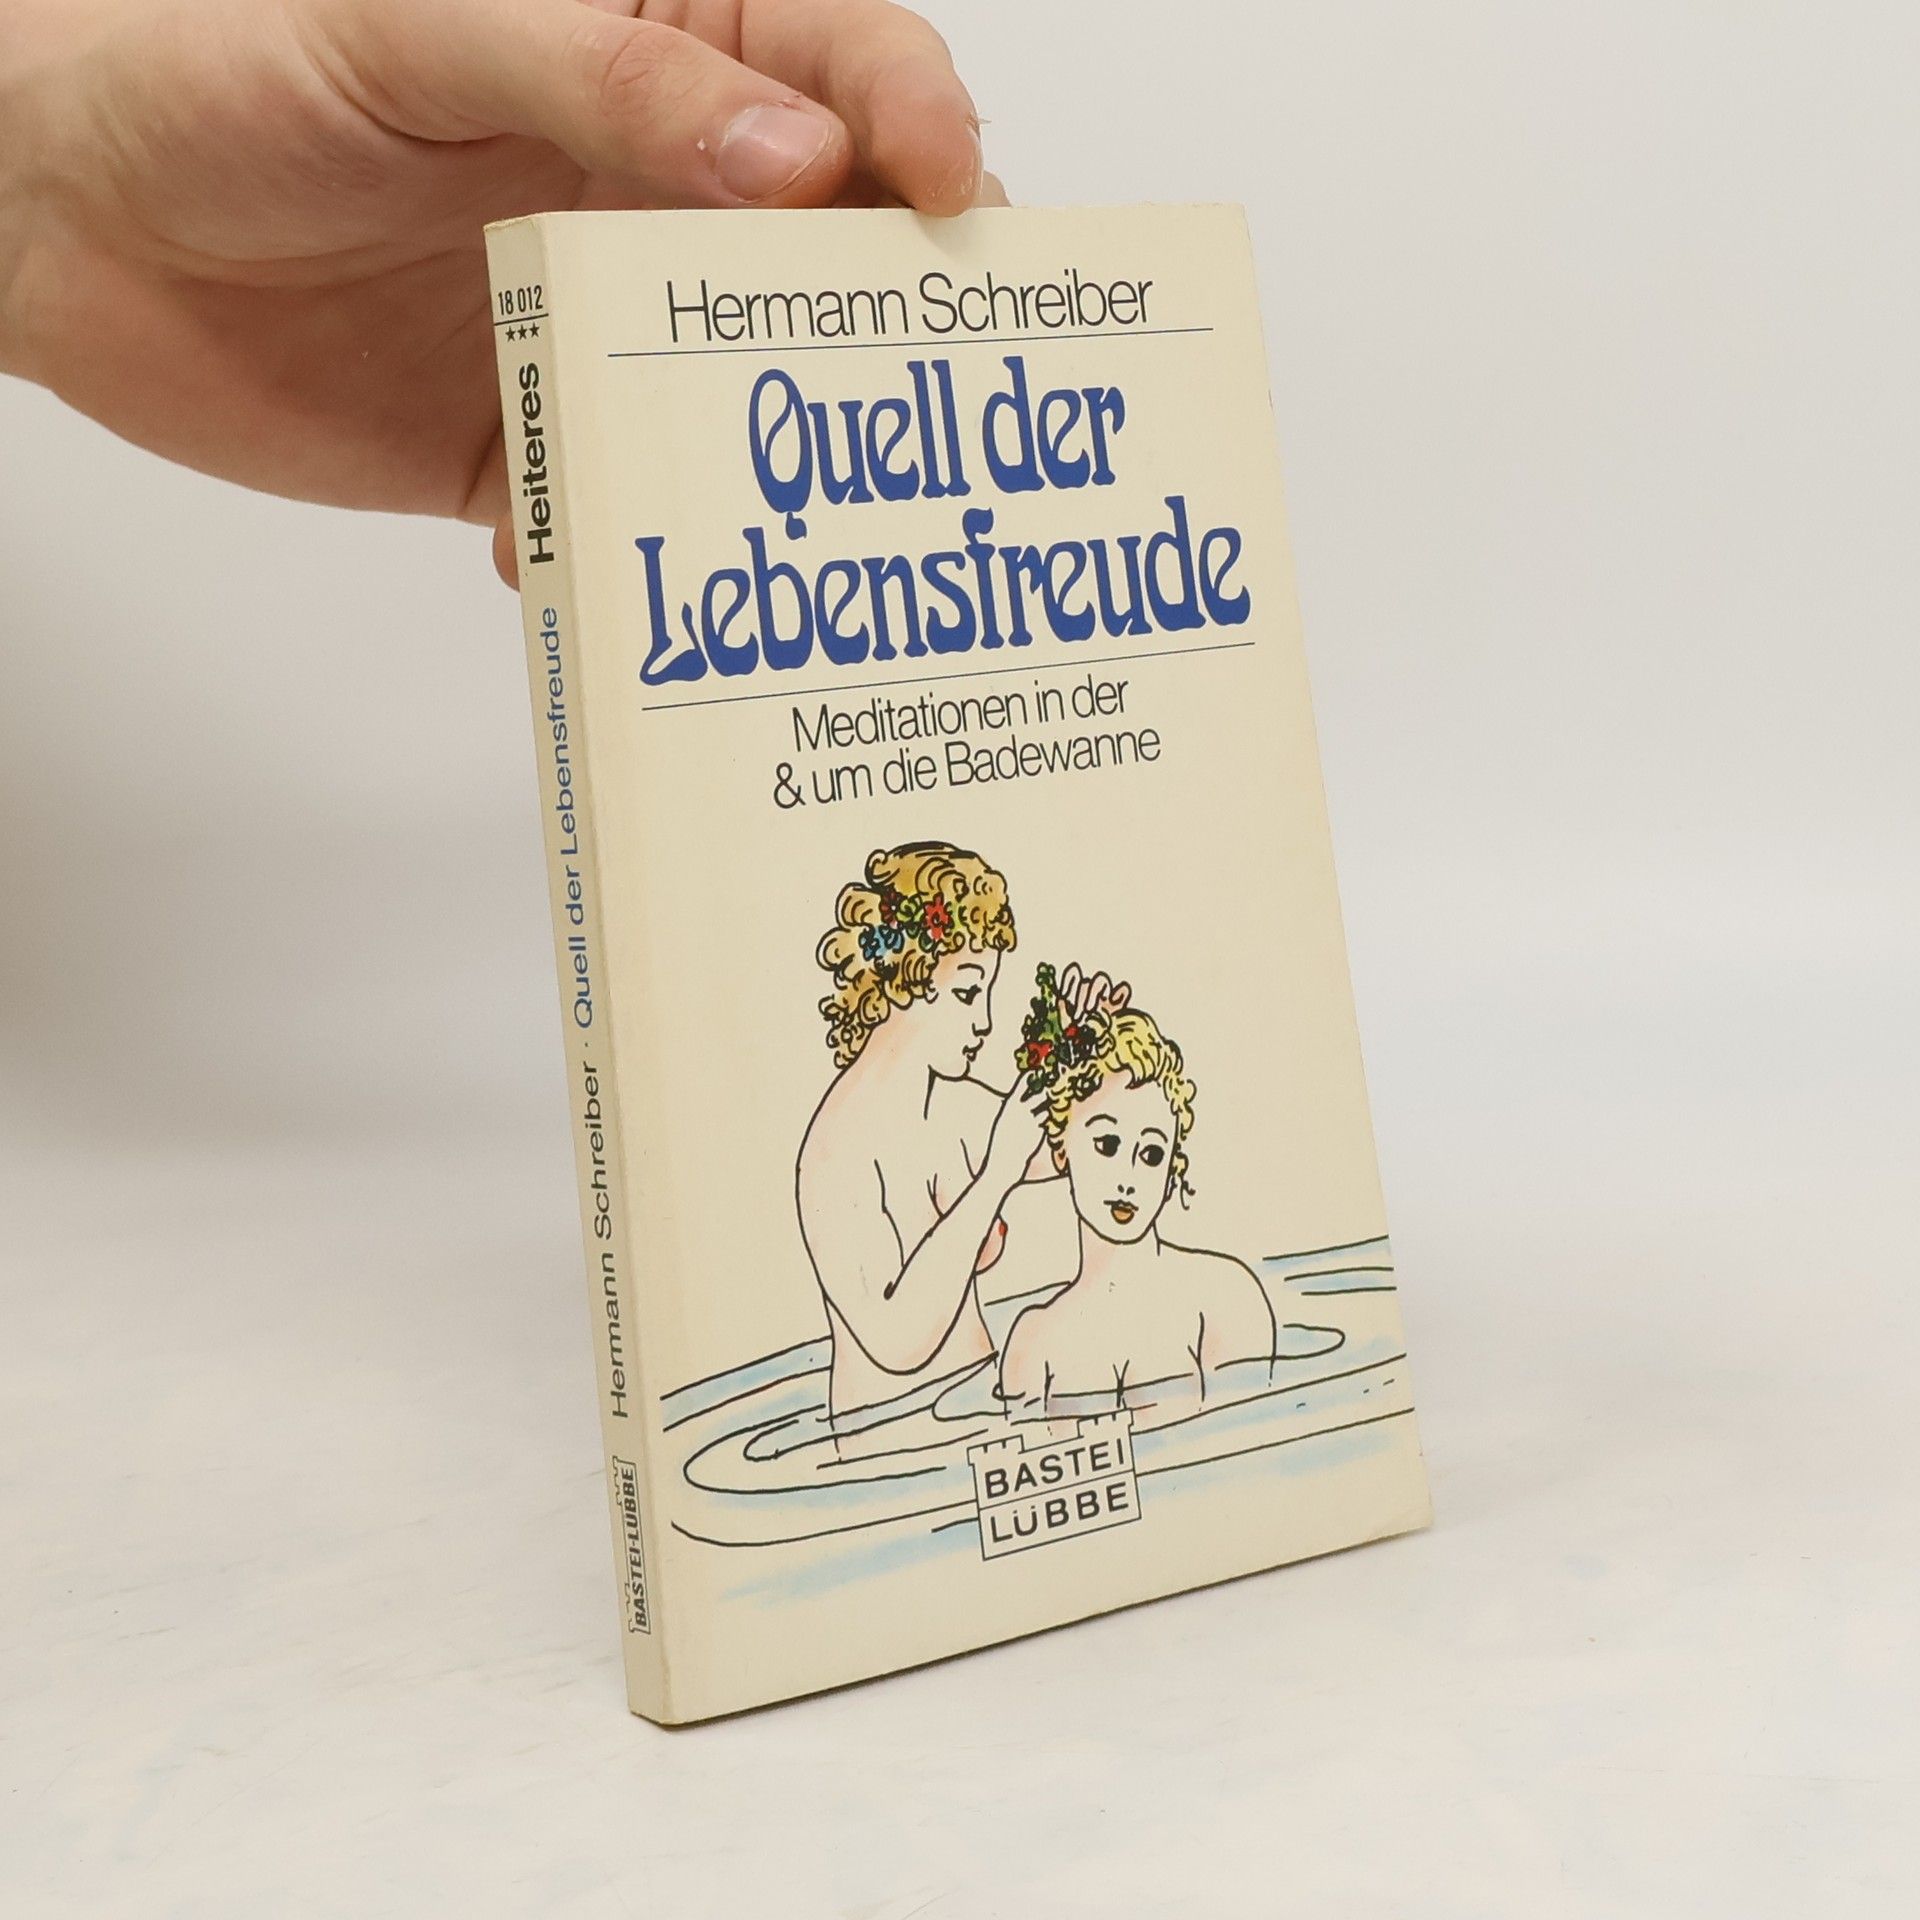 Hermann Schreiber
Quell der
Lebensfreude
Meditationen in der
& um die Badewanne
BASTEI
LÜBBE
18 012
★★★
Heiteres
Hermann Schreiber · Quell der Lebensfreude
BASTEI-LÜBBE